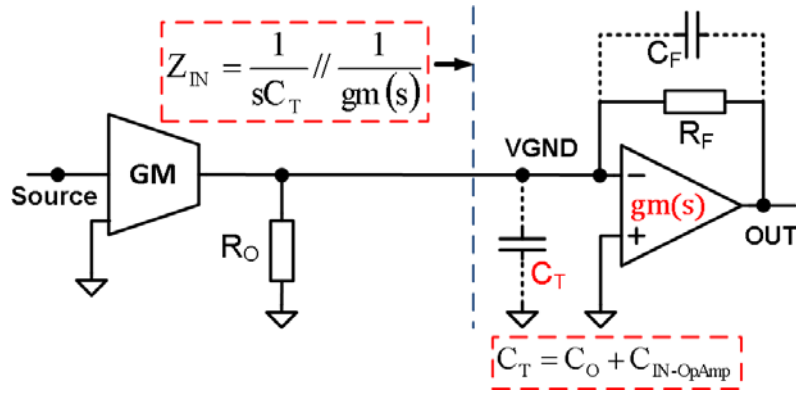 Z_IN = 1/(sC_T) // 1/(gm(s))
C_F
R_F
GM
VGND
Source
gm(s)
−
+
OUT
R_O
C_T
C_T = C_O + C_IN-OpAmp